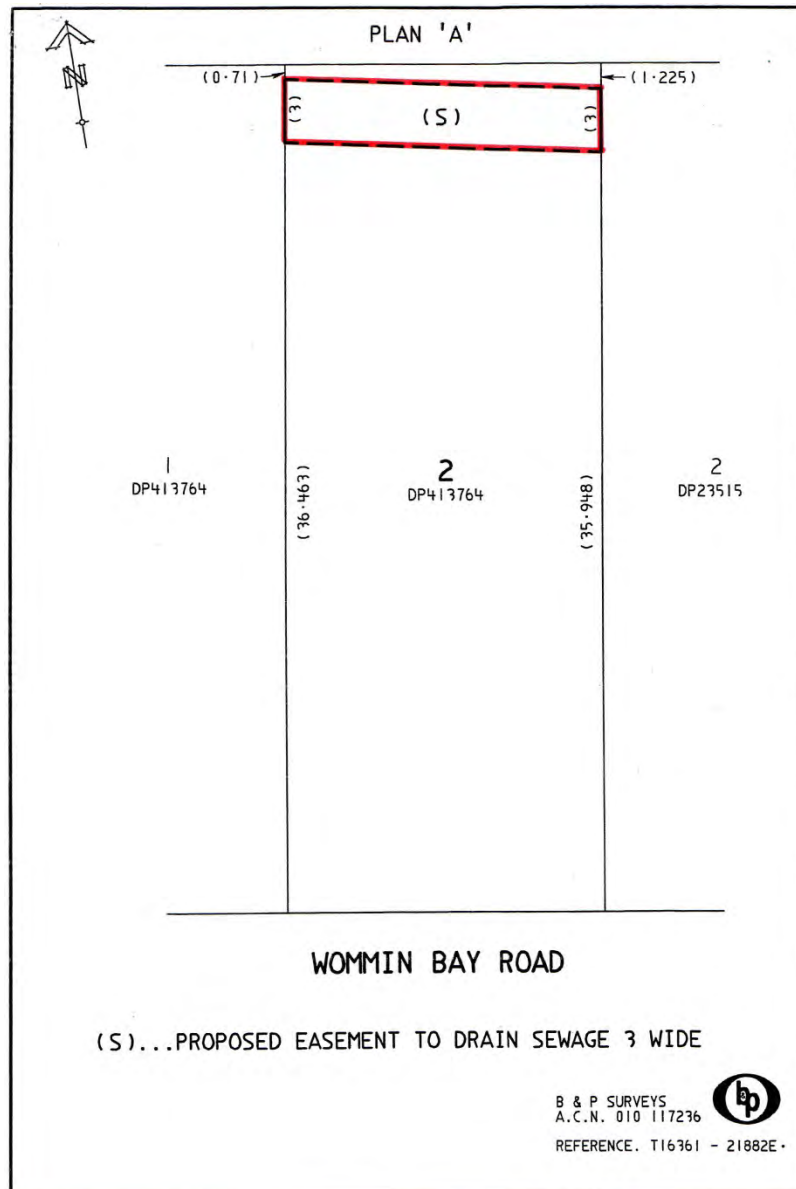 PLAN 'A'
N
(0·71)
(1·225)
(3)
(S)
(3)
1
DP413764
(36·463)
2
DP413764
(35·948)
2
DP23515
WOMMIN BAY ROAD
(S)...PROPOSED EASEMENT TO DRAIN SEWAGE 3 WIDE
B & P SURVEYS
A.C.N. 010 117236
b&p
REFERENCE. T16361 - 21882E·